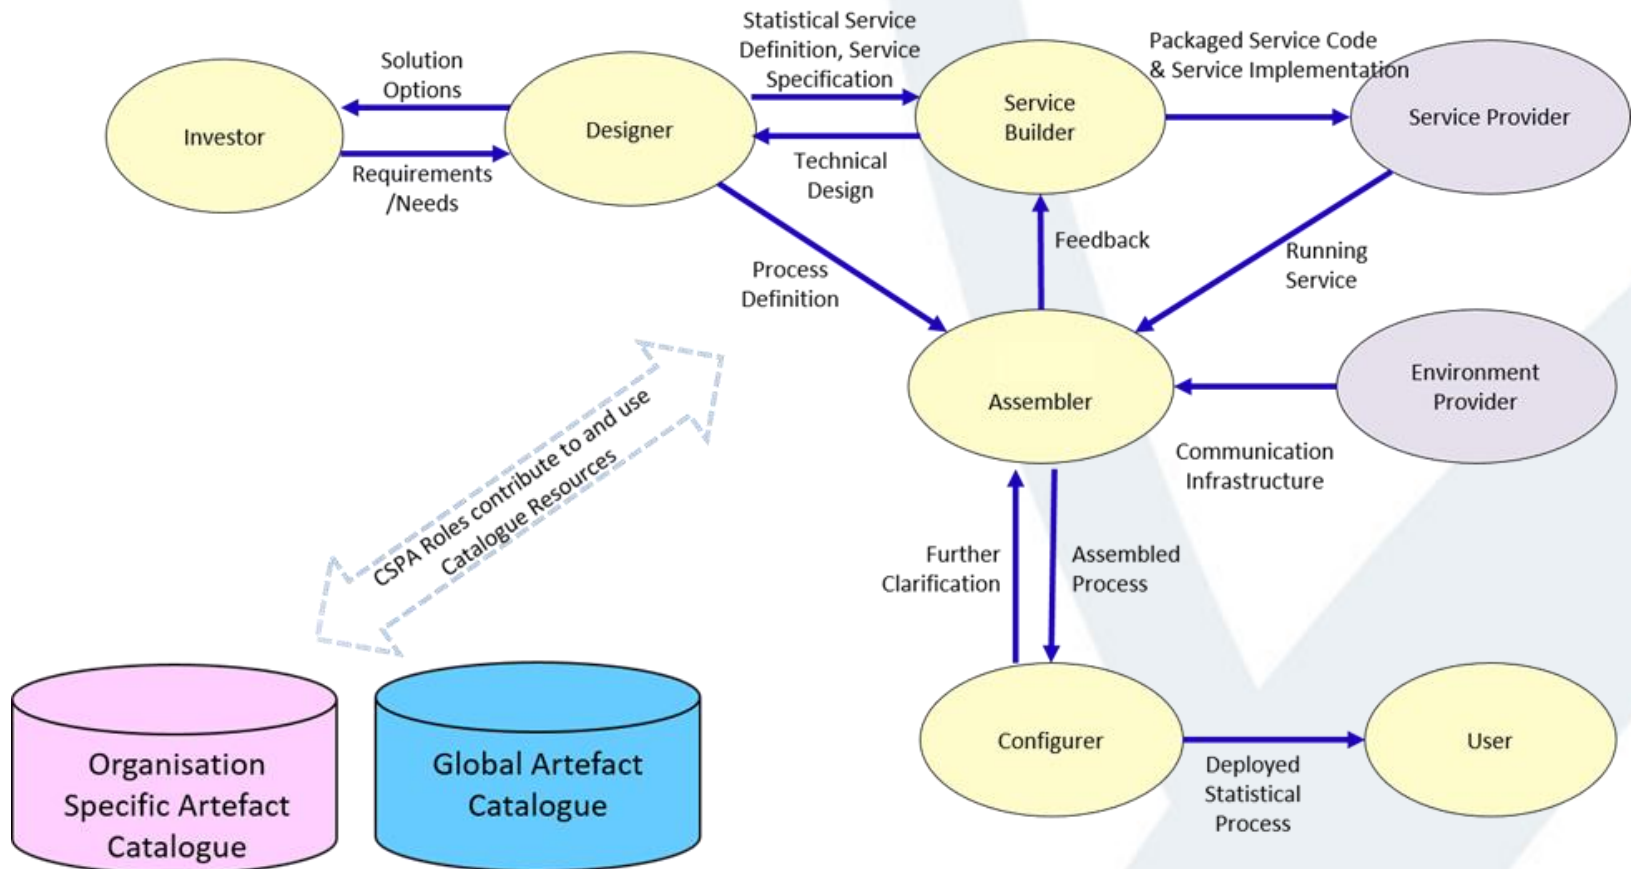 Statistical Service
Definition, Service
Specification
Packaged Service Code
& Service Implementation
Solution
Options
Investor
Designer
Service
Builder
Service Provider
Requirements
/Needs
Technical
Design
Feedback
Running
Service
Process
Definition
Assembler
Environment
Provider
Communication
Infrastructure
CSPA Roles contribute to and use
Catalogue Resources
Further
Clarification
Assembled
Process
Configurer
User
Deployed
Statistical
Process
Organisation
Specific Artefact
Catalogue
Global Artefact
Catalogue